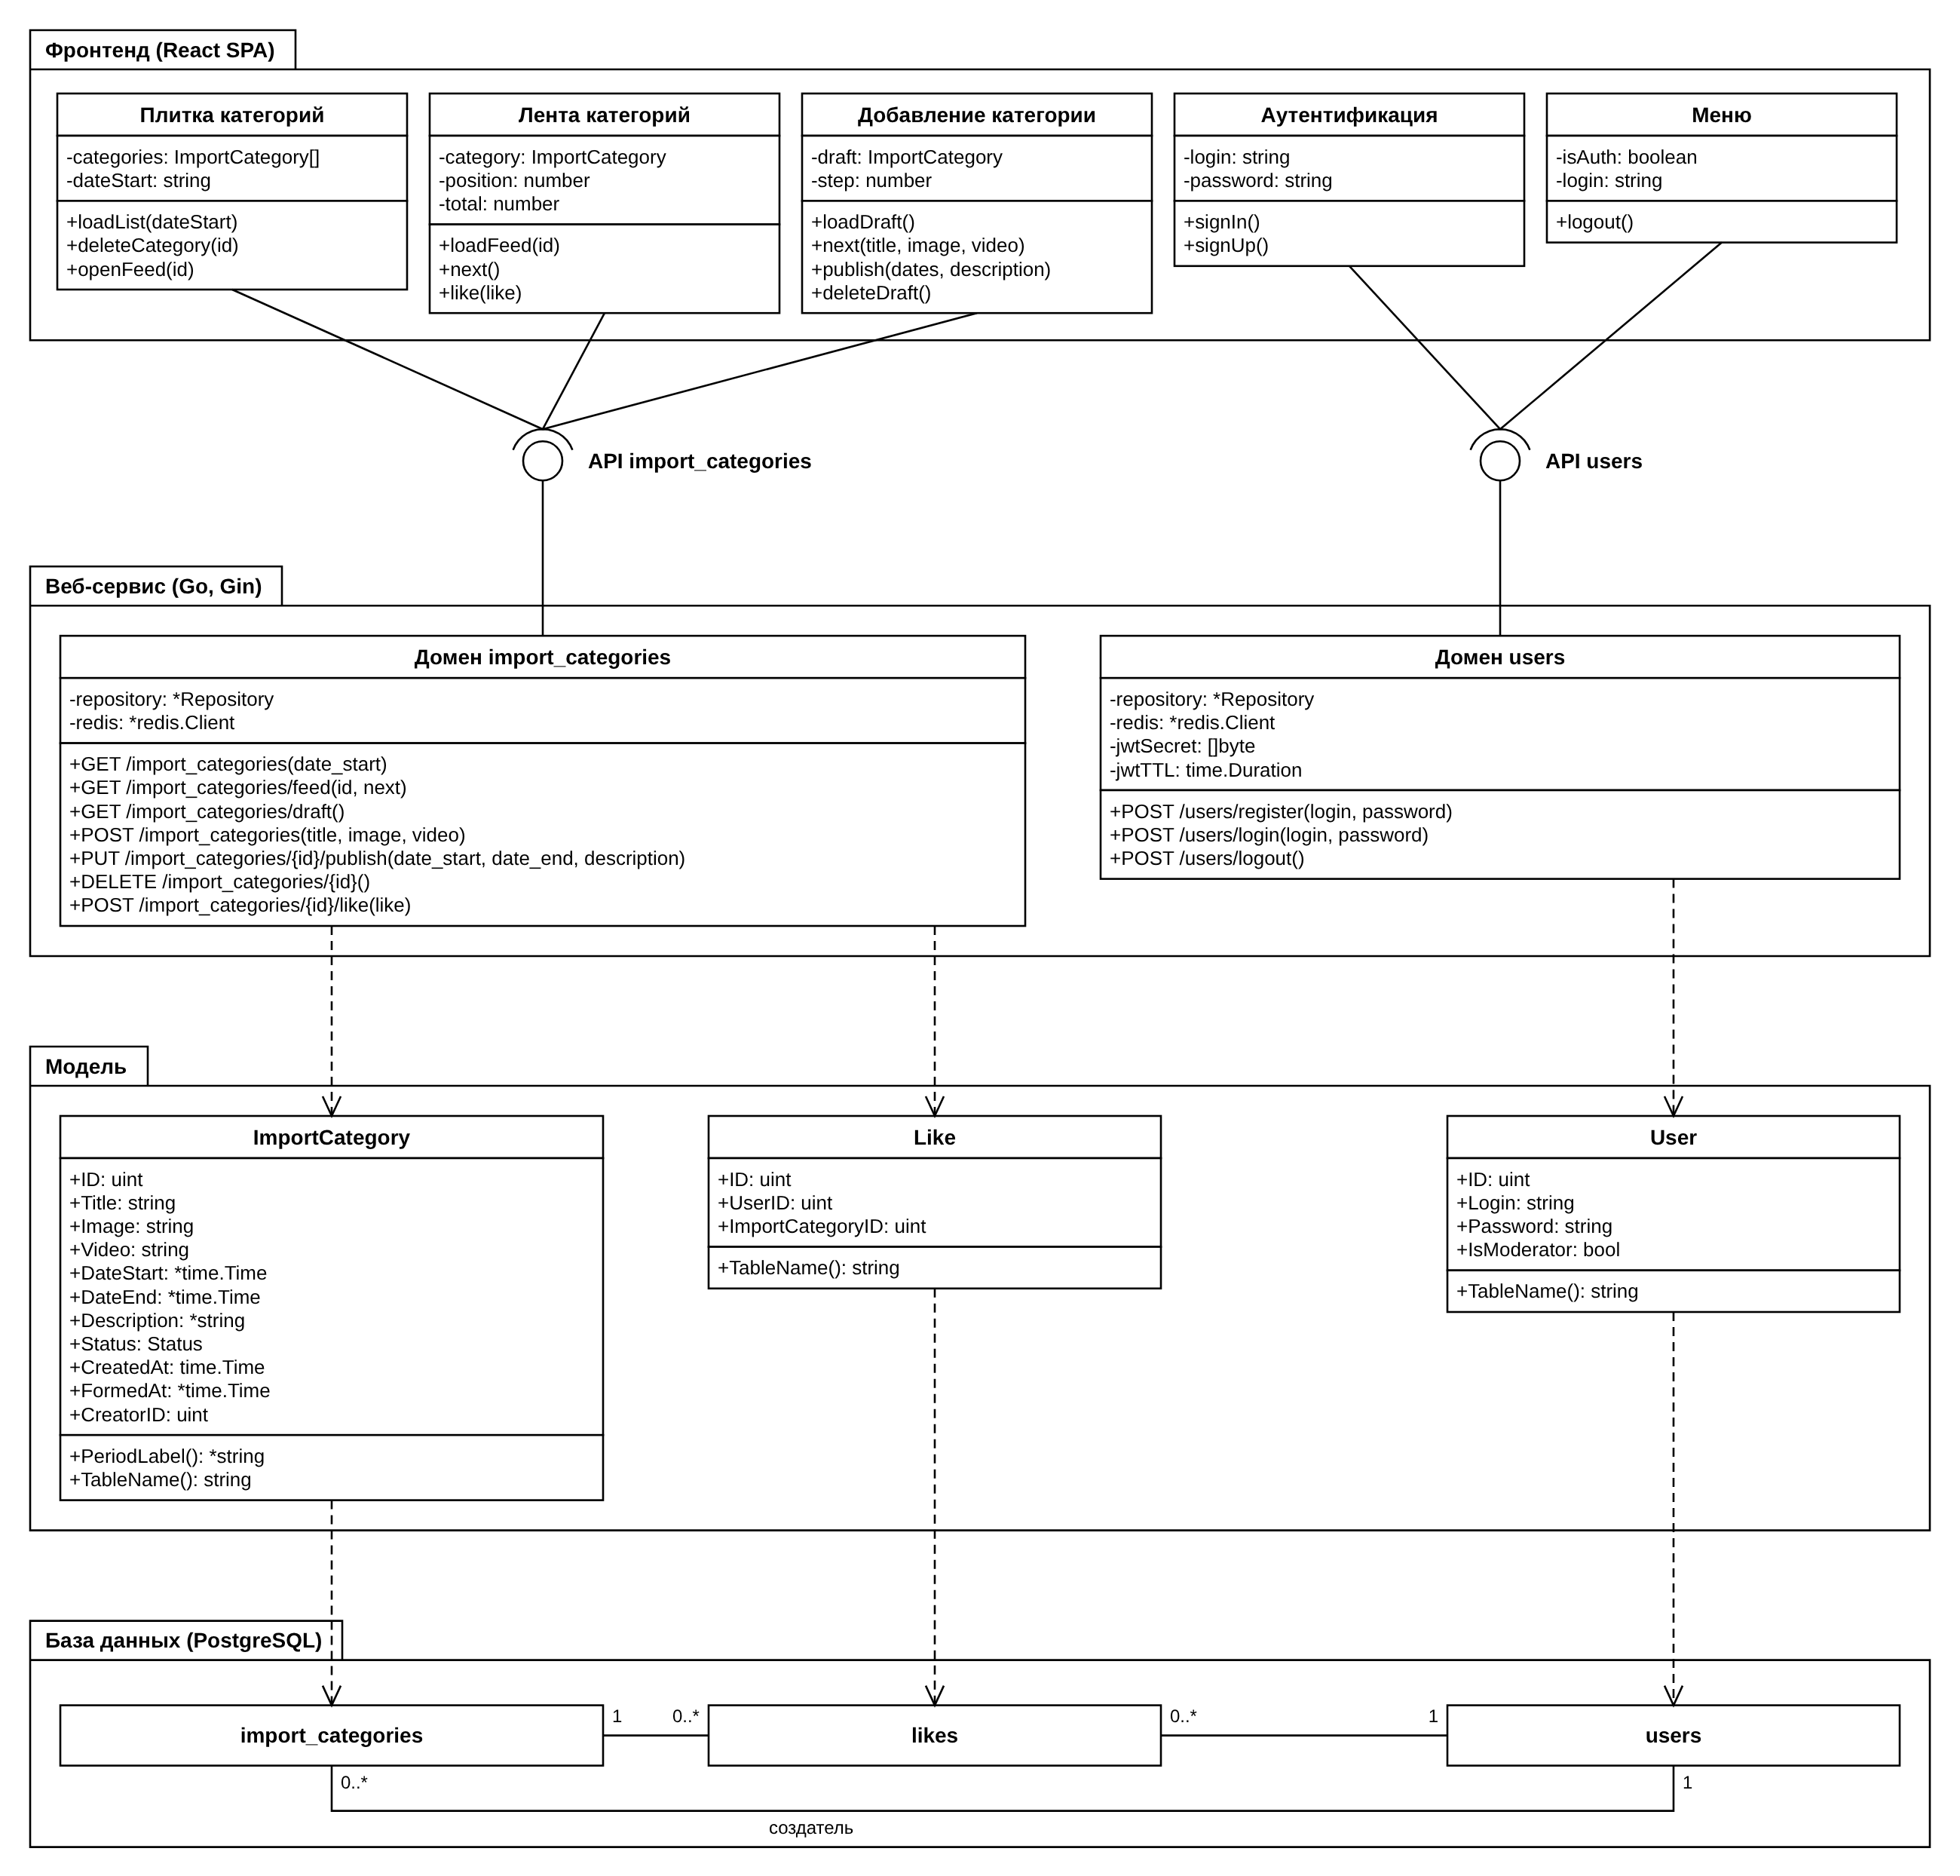 Фронтенд (React SPA)
Плитка категорий
-categories: ImportCategory[]
-dateStart: string
+loadList(dateStart)
+deleteCategory(id)
+openFeed(id)
Лента категорий
-category: ImportCategory
-position: number
-total: number
+loadFeed(id)
+next()
+like(like)
Добавление категории
-draft: ImportCategory
-step: number
+loadDraft()
+next(title, image, video)
+publish(dates, description)
+deleteDraft()
Аутентификация
-login: string
-password: string
+signIn()
+signUp()
Меню
-isAuth: boolean
-login: string
+logout()
API import_categories
API users
Веб-сервис (Go, Gin)
Домен import_categories
-repository: *Repository
-redis: *redis.Client
+GET /import_categories(date_start)
+GET /import_categories/feed(id, next)
+GET /import_categories/draft()
+POST /import_categories(title, image, video)
+PUT /import_categories/{id}/publish(date_start, date_end, description)
+DELETE /import_categories/{id}()
+POST /import_categories/{id}/like(like)
Домен users
-repository: *Repository
-redis: *redis.Client
-jwtSecret: []byte
-jwtTTL: time.Duration
+POST /users/register(login, password)
+POST /users/login(login, password)
+POST /users/logout()
Модель
ImportCategory
+ID: uint
+Title: string
+Image: string
+Video: string
+DateStart: *time.Time
+DateEnd: *time.Time
+Description: *string
+Status: Status
+CreatedAt: time.Time
+FormedAt: *time.Time
+CreatorID: uint
+PeriodLabel(): *string
+TableName(): string
Like
+ID: uint
+UserID: uint
+ImportCategoryID: uint
+TableName(): string
User
+ID: uint
+Login: string
+Password: string
+IsModerator: bool
+TableName(): string
База данных (PostgreSQL)
import_categories
1
0..*
likes
0..*
1
users
0..*
1
создатель